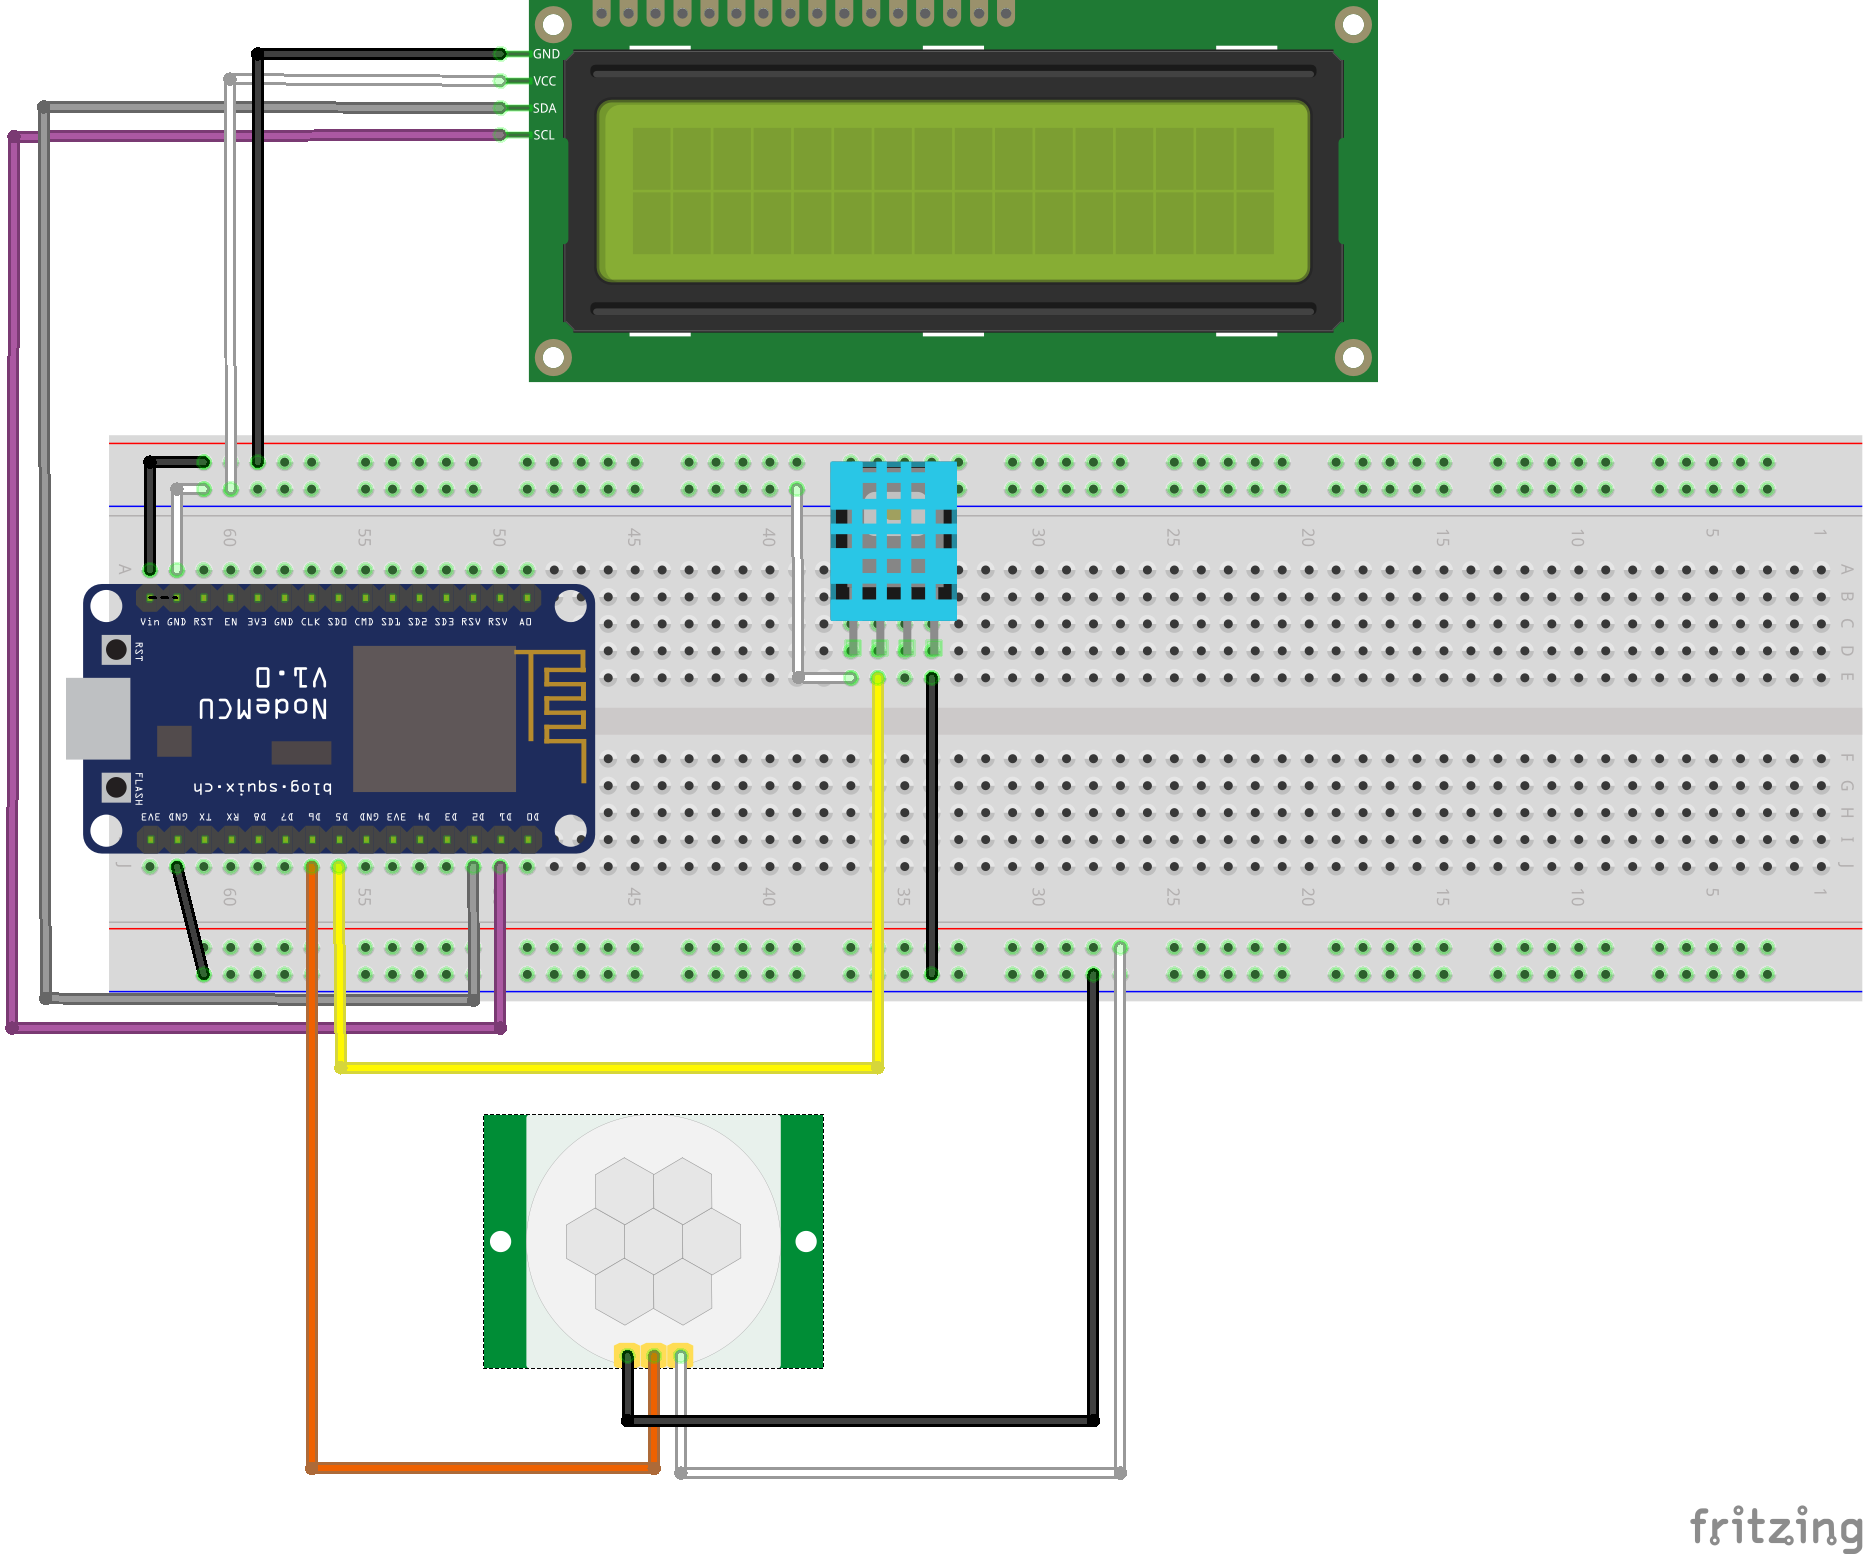 GND
VCC
SDA
SCL
60 55 50 45 40 30 25 20 15 10 5 1
A A
B
C
D
E
Vin GND RST EN 3V3 GND CLK SD0 CMD SD1 SD2 SD3 RSV RSV A0
RST
V1.0
NodeMCU
blog.squix.ch
FLASH
3V3 GND TX RX D8 D7 D6 D5 GND 3V3 D4 D3 D2 D1 D0
F
G
H
I
J J
60 55 45 40 35 30 25 20 15 10 5 1
fritzing